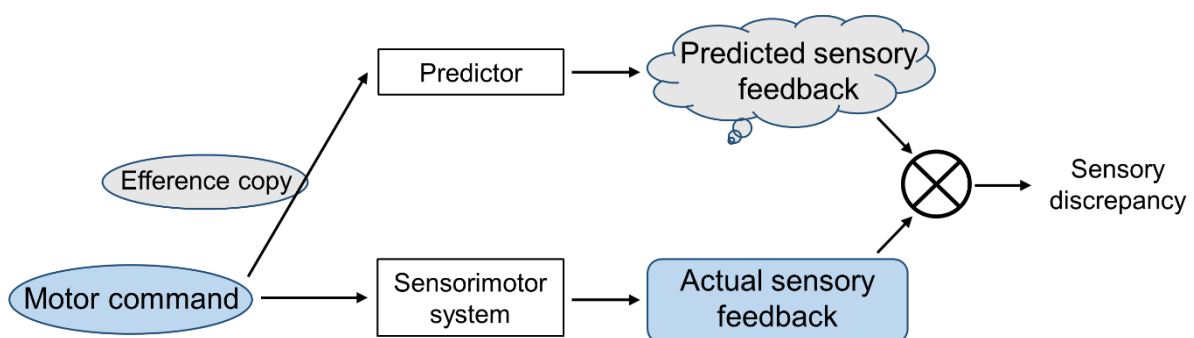 Predicted sensory
feedback
Predictor
Efference copy
Sensory
discrepancy
Motor command
Sensorimotor
system
Actual sensory
feedback